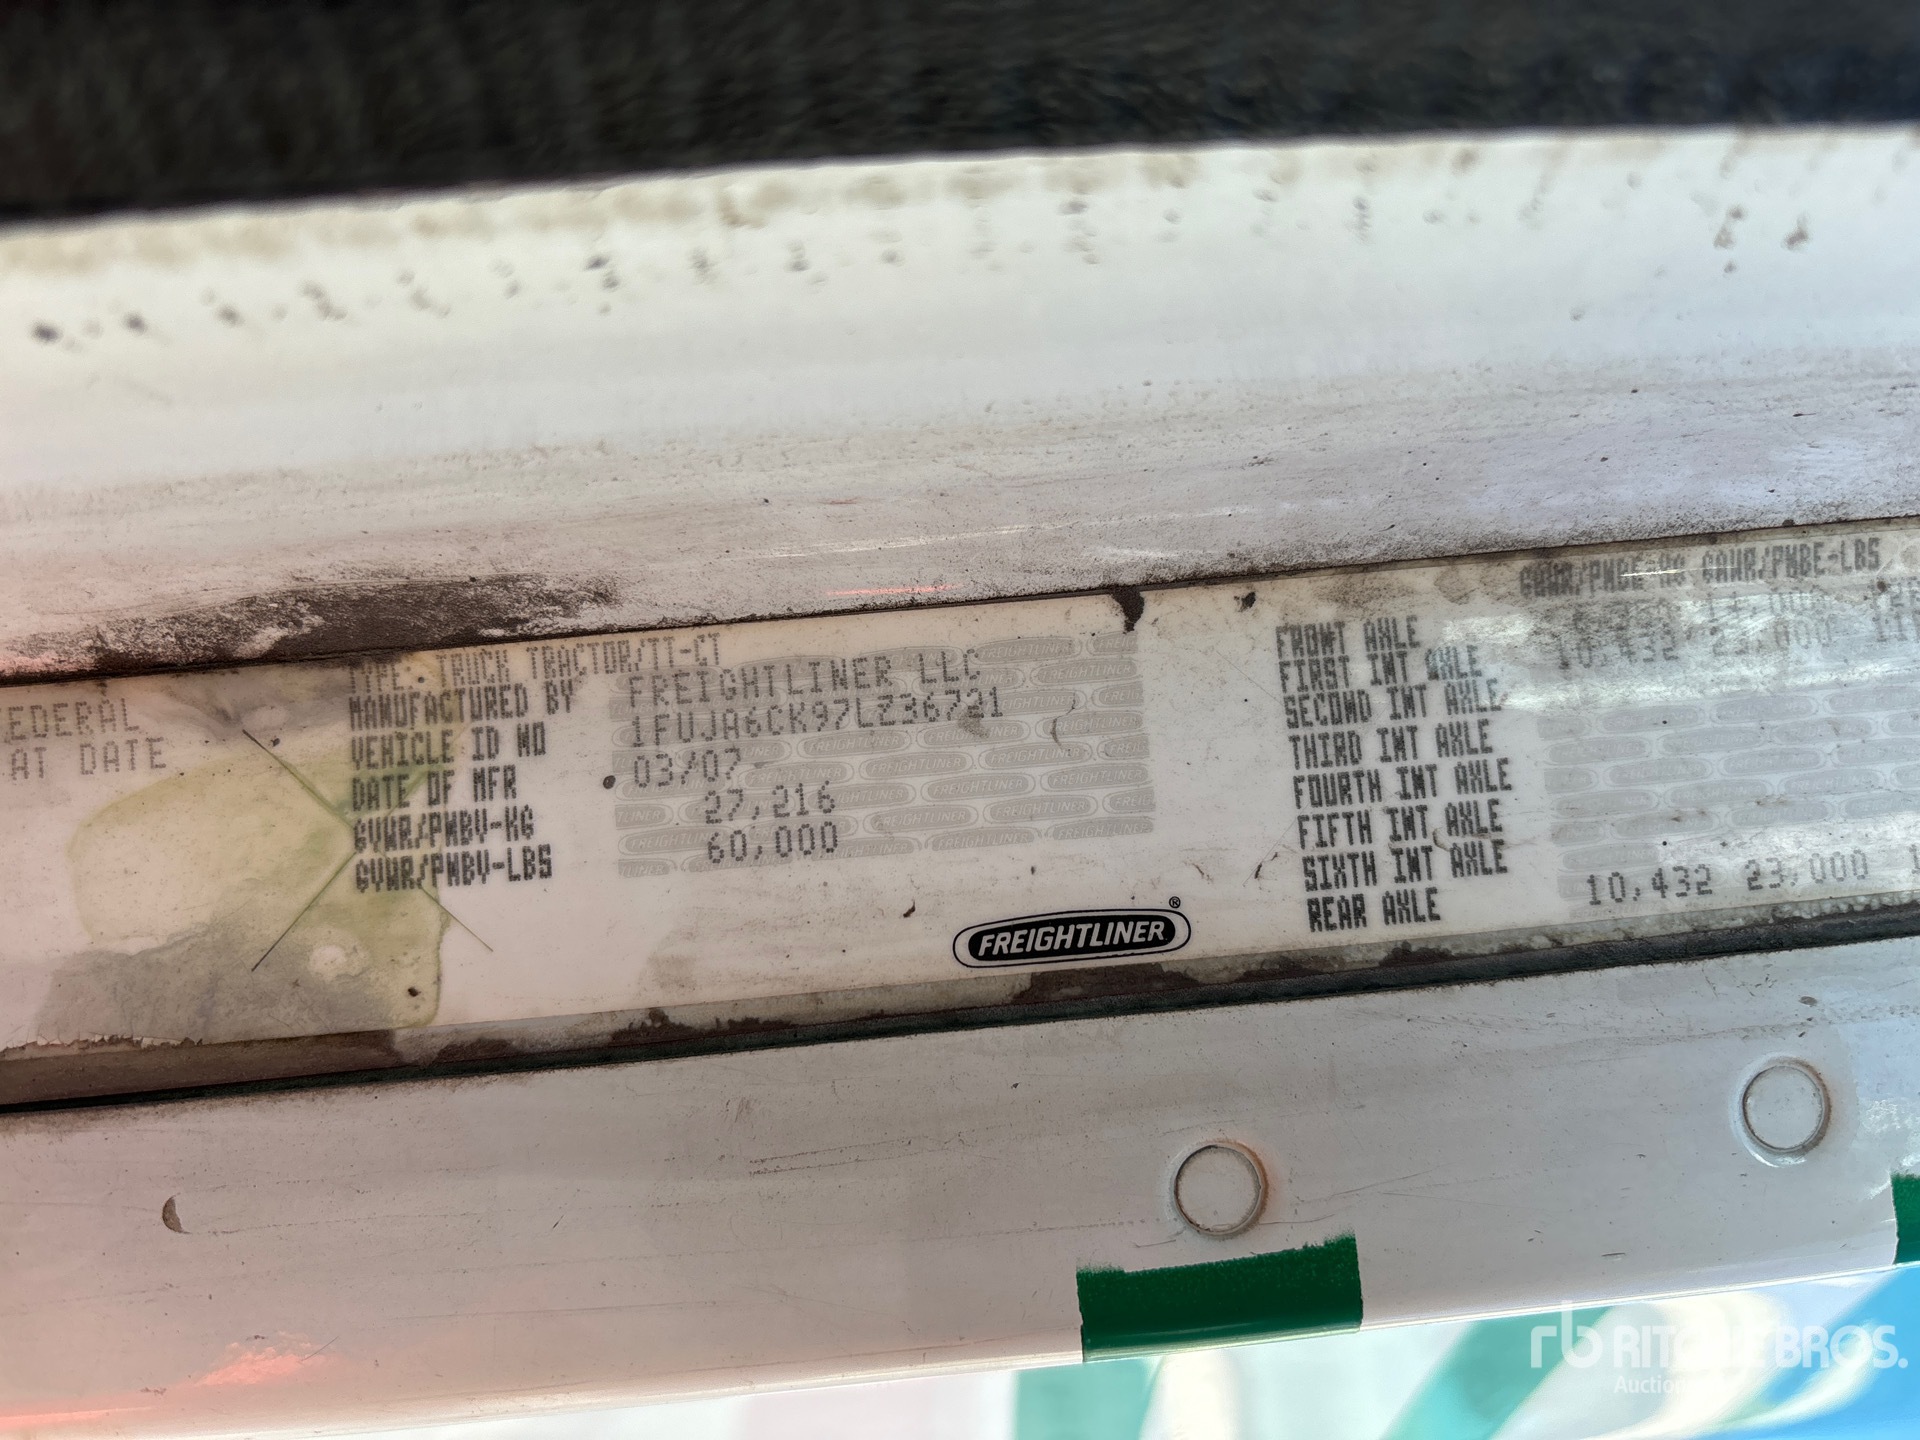 EDERAL
AT DATE
TYPE: TRUCK TRACTOR/TT-CT
MANUFACTURED BY FREIGHTLINER LLC
VEHICLE ID NO 1FUJA6CK97LZ36721
DATE OF MFR 03/07
GVWR/PNBV-KG 27,216
GVWR/PNBV-LBS 60,000
FREIGHTLINER®
GAWR/PNBE-KG GAWR/PNBE-LBS
FRONT AXLE
FIRST INT AXLE 10,432 23,000
SECOND INT AXLE
THIRD INT AXLE
FOURTH INT AXLE
FIFTH INT AXLE
SIXTH INT AXLE
REAR AXLE 10,432 23,000
rb RITCHIE BROS.